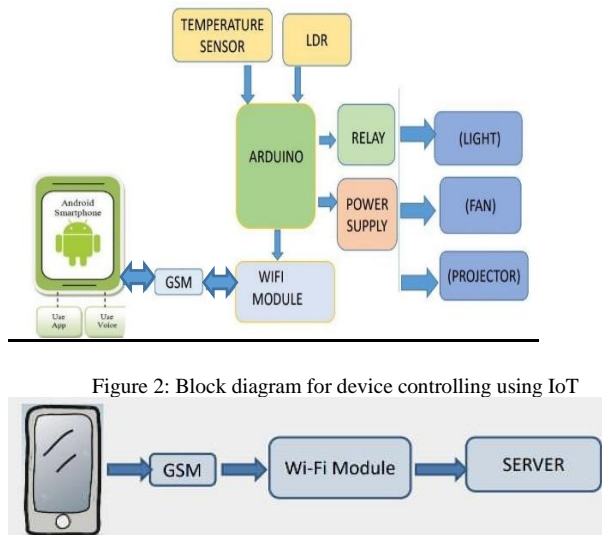 TEMPERATURE
SENSOR
LDR
ARDUINO
RELAY
(LIGHT)
Android
Smartphone
POWER
SUPPLY
(FAN)
GSM
WIFI
MODULE
(PROJECTOR)
Use
App
Use
Voice
Figure 2: Block diagram for device controlling using IoT
GSM
Wi-Fi Module
SERVER